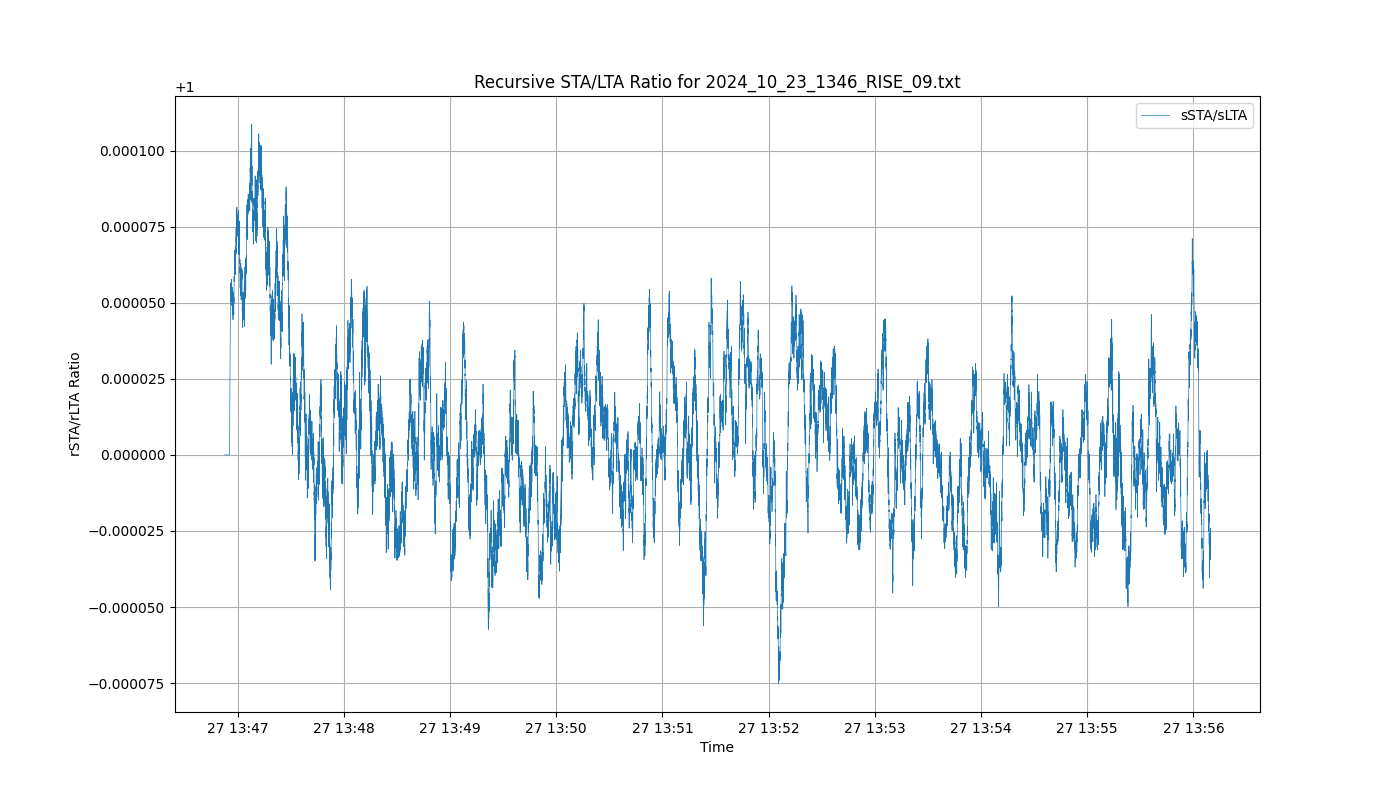 Recursive STA/LTA Ratio for 2024_10_23_1346_RISE_09.txt
+1
sSTA/sLTA
0.000100
0.000075
0.000050
0.000025
0.000000
−0.000025
−0.000050
−0.000075
rSTA/rLTA Ratio
27 13:47 27 13:48 27 13:49 27 13:50 27 13:51 27 13:52 27 13:53 27 13:54 27 13:55 27 13:56
Time